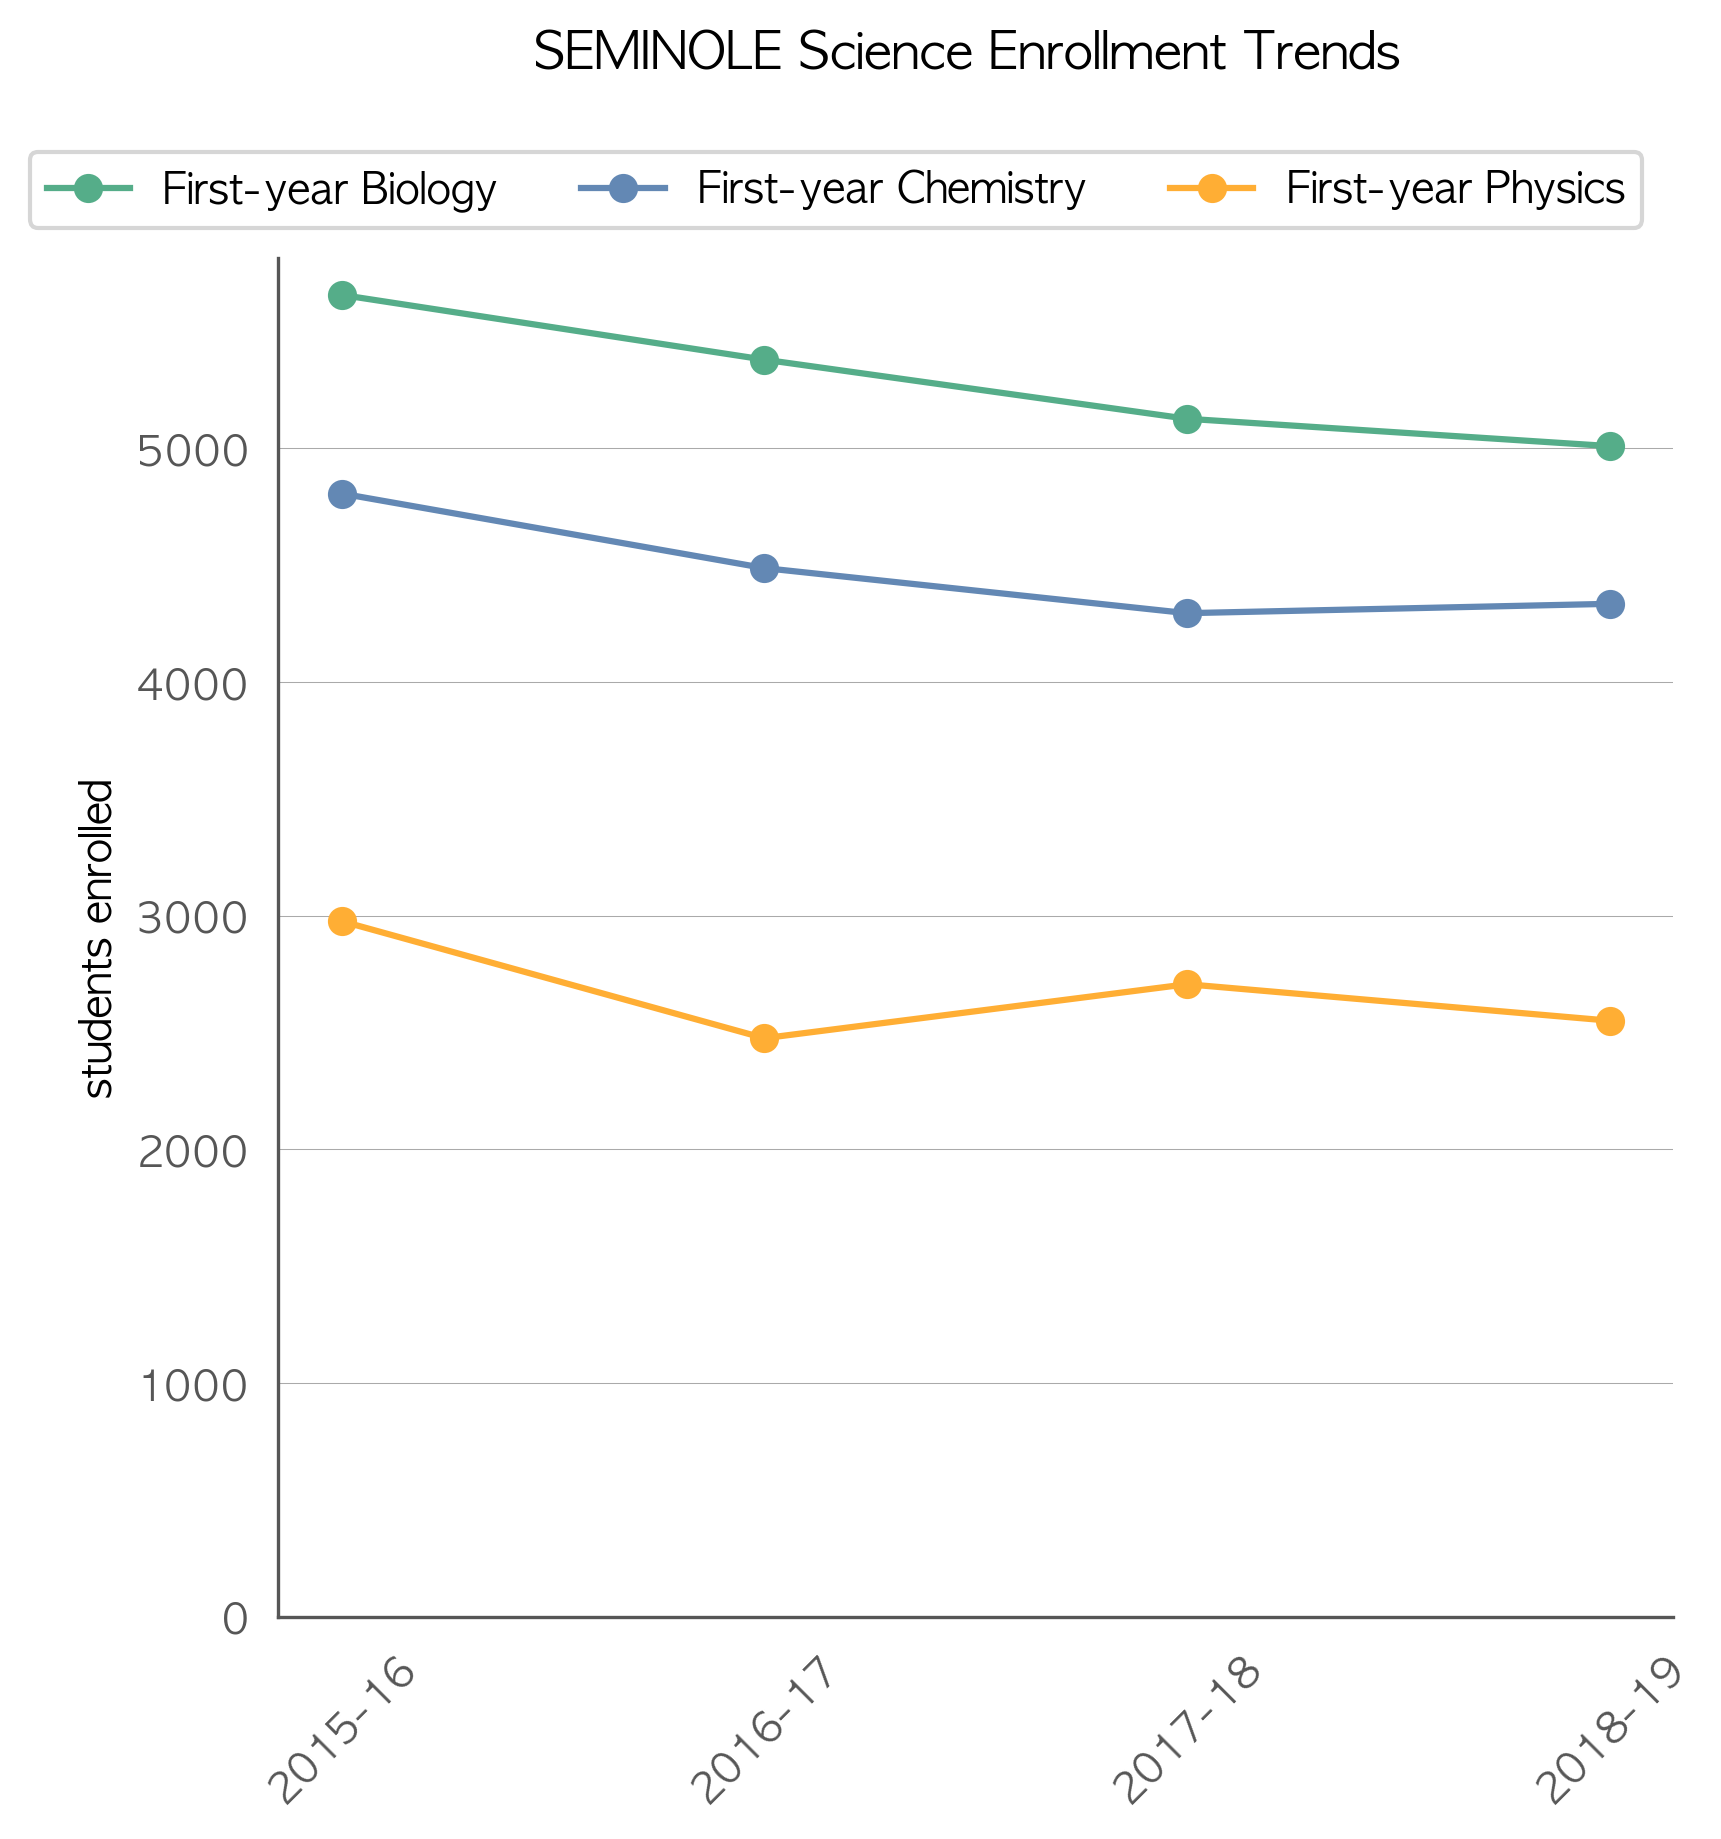 SEMINOLE Science Enrollment Trends
First-year Biology
First-year Chemistry
First-year Physics
5000
4000
3000
2000
1000
0
students enrolled
2015-16
2016-17
2017-18
2018-19